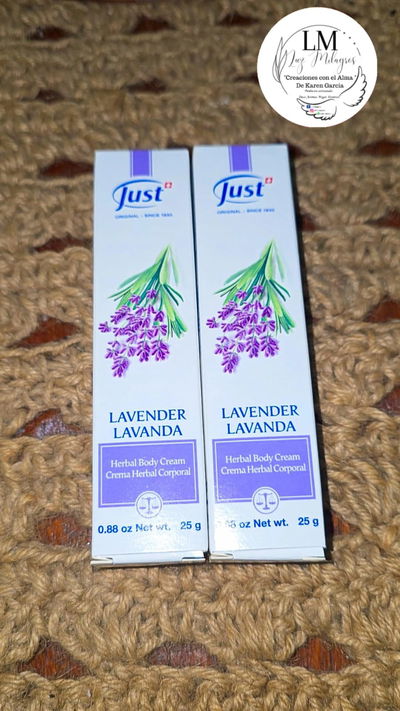 LM
Luz Milagros
"Creaciones con el Alma"
De Karen García
Just
ORIGINAL - SINCE 1930
LAVENDER
LAVANDA
Herbal Body Cream
Crema Herbal Corporal
0.88 oz Net wt. 25 g
Just
ORIGINAL - SINCE 1930
LAVENDER
LAVANDA
Herbal Body Cream
Crema Herbal Corporal
oz Net wt. 25 g